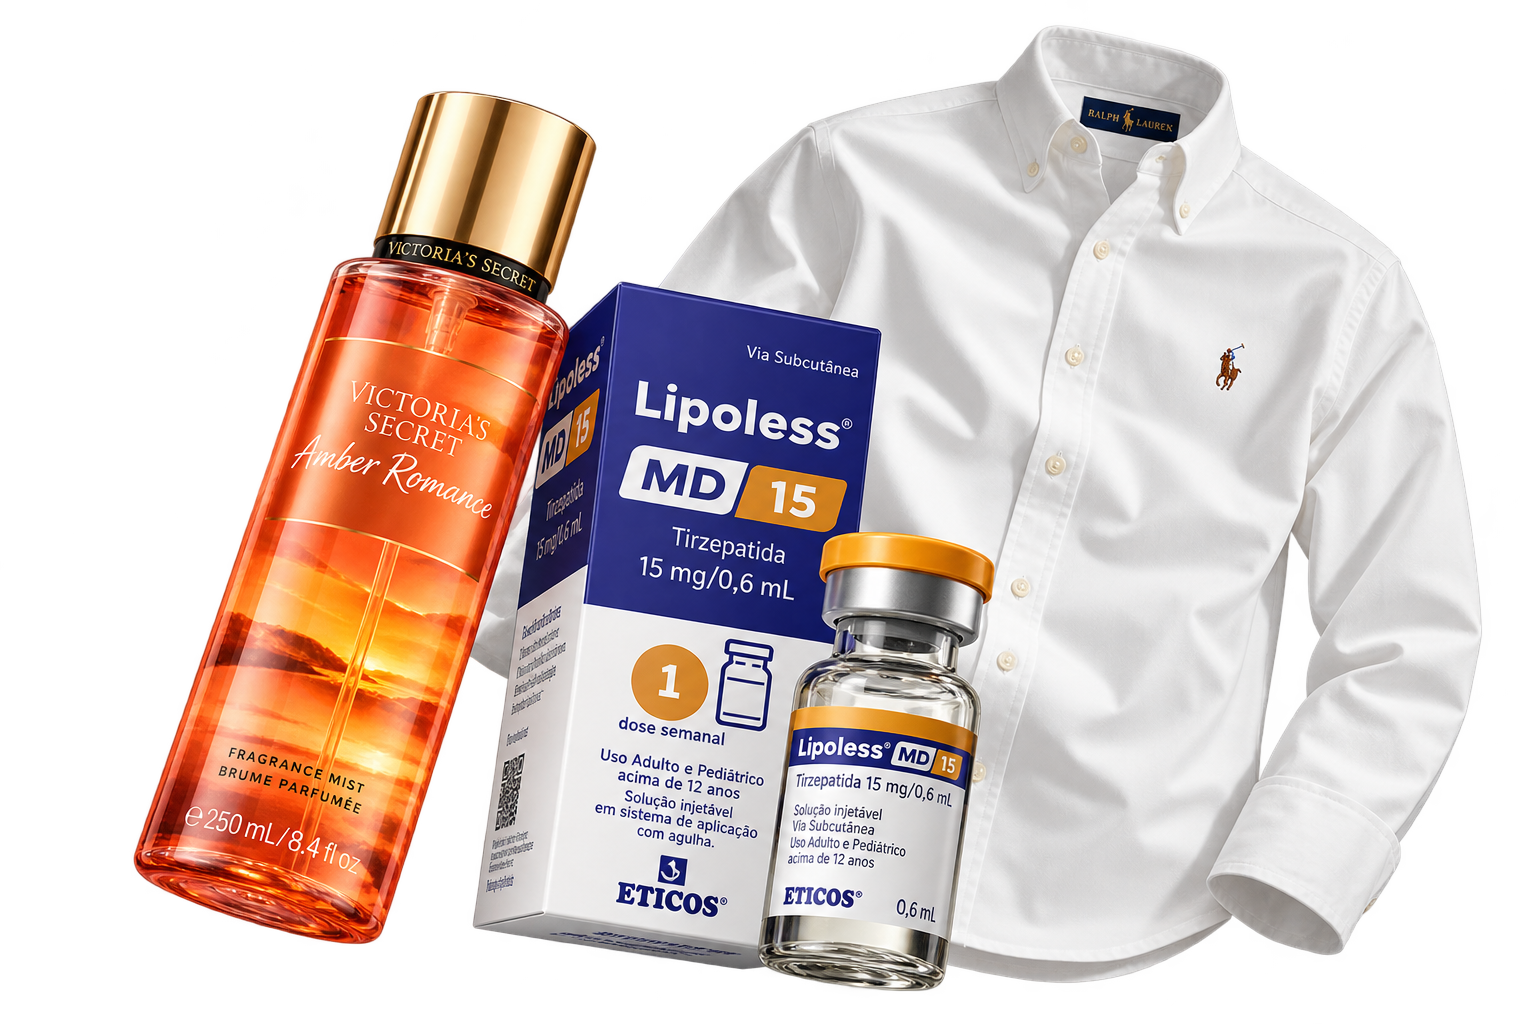 RALPH LAUREN
VICTORIA'S SECRET
VICTORIA'S
SECRET
Amber Romance
FRAGRANCE MIST
BRUME PARFUMÉE
℮ 250 mL / 8.4 fl oz
Lipoless®
MD 15
Tirzepatida
15 mg/0,6 mL
Via Subcutânea
Lipoless®
MD 15
Tirzepatida
15 mg/0,6 mL
1
dose semanal
Uso Adulto e Pediátrico
acima de 12 anos
Solução injetável
em sistema de aplicação
com agulha.
ETICOS®
Lipoless® MD 15
Tirzepatida 15 mg/0,6 mL
Solução injetável
Via Subcutânea
Uso Adulto e Pediátrico
acima de 12 anos
ETICOS®
0,6 mL